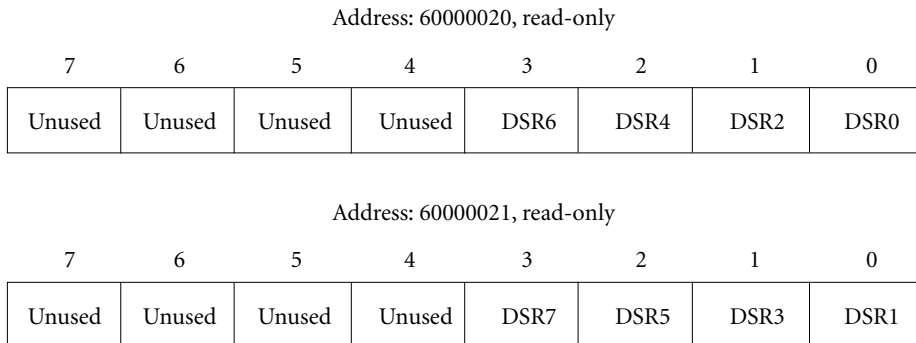 Address: 60000020, read-only
7 6 5 4 3 2 1 0
Unused Unused Unused Unused DSR6 DSR4 DSR2 DSR0
Address: 60000021, read-only
7 6 5 4 3 2 1 0
Unused Unused Unused Unused DSR7 DSR5 DSR3 DSR1